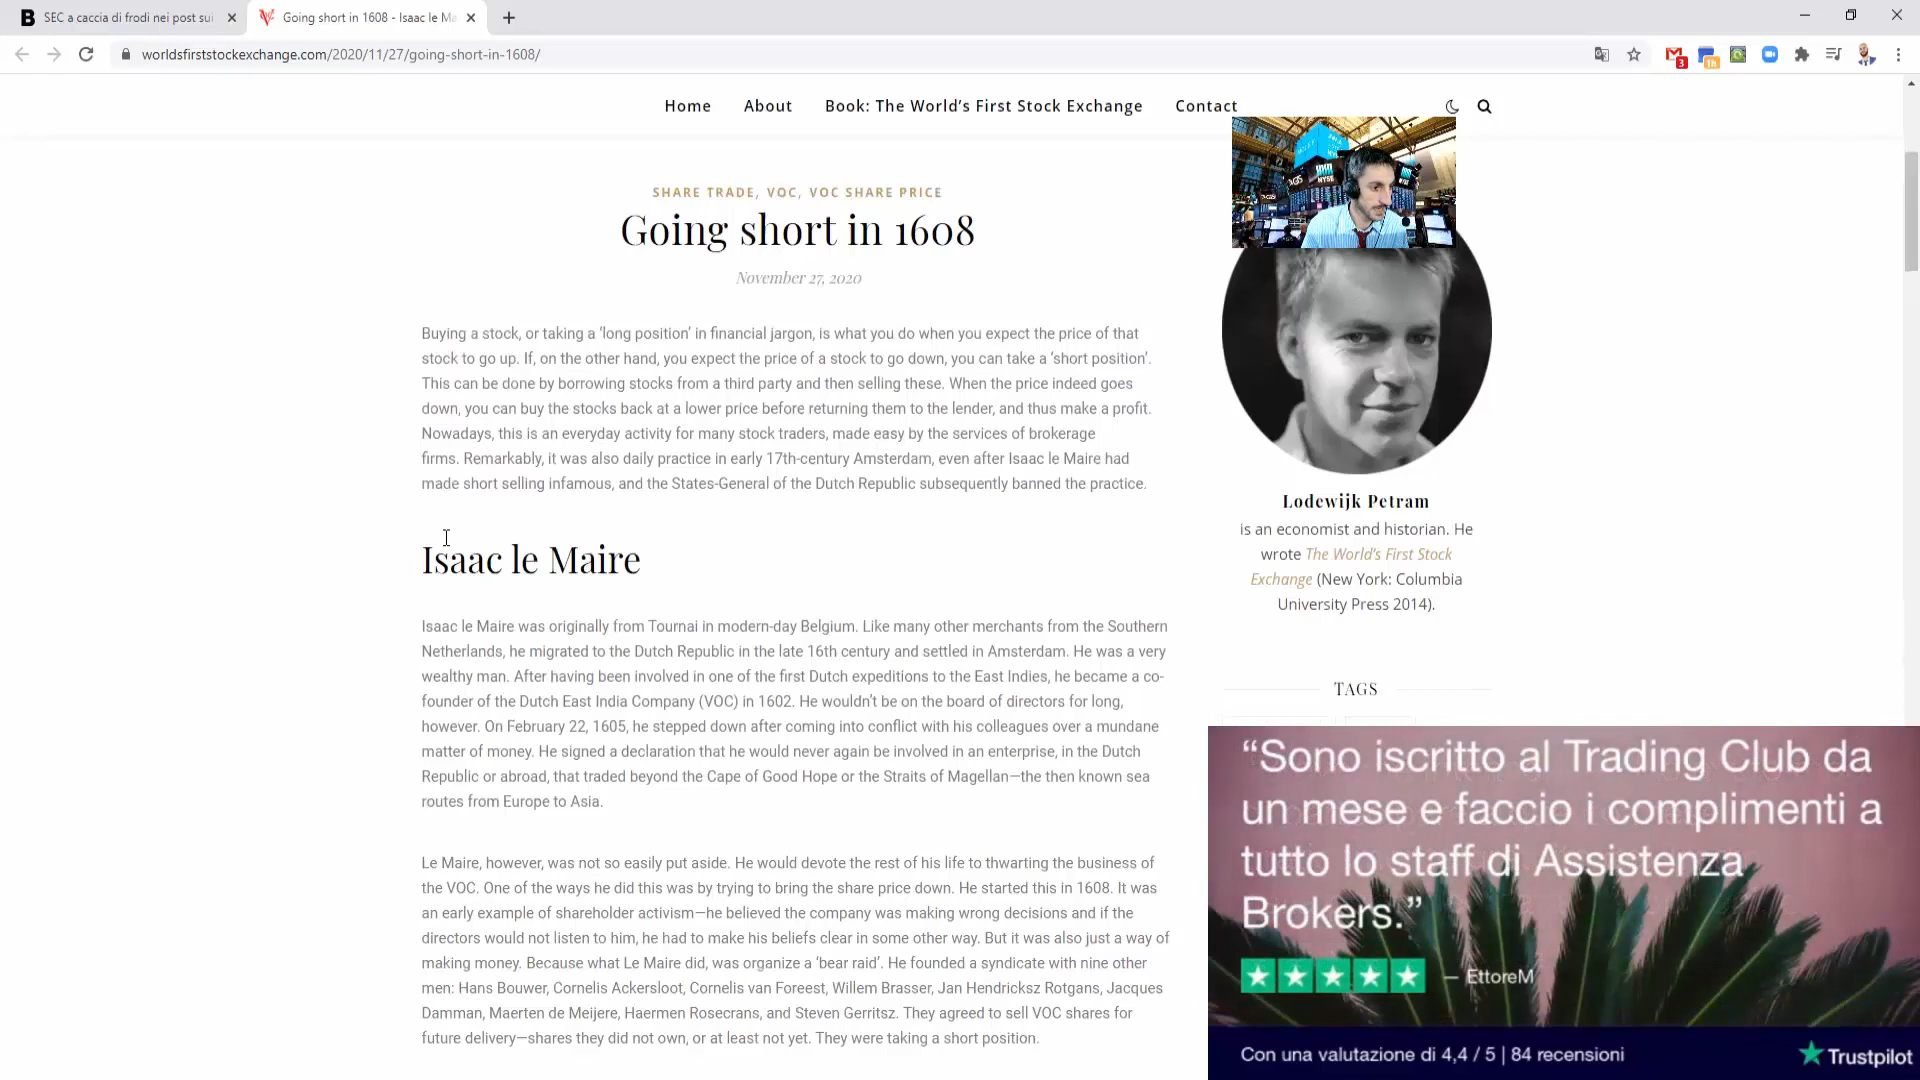 SEC a caccia di frodi nei post sui
Going short in 1608 - Isaac le Ma
worldsfirststockexchange.com/2020/11/27/going-short-in-1608/
3
1h
Home
About
Book: The World's First Stock Exchange
Contact
SHARE TRADE, VOC, VOC SHARE PRICE
Going short in 1608
November 27, 2020
Buying a stock, or taking a ‘long position’ in financial jargon, is what you do when you expect the price of that
stock to go up. If, on the other hand, you expect the price of a stock to go down, you can take a ‘short position’.
This can be done by borrowing stocks from a third party and then selling these. When the price indeed goes
down, you can buy the stocks back at a lower price before returning them to the lender, and thus make a profit.
Nowadays, this is an everyday activity for many stock traders, made easy by the services of brokerage
firms. Remarkably, it was also daily practice in early 17th-century Amsterdam, even after Isaac le Maire had
made short selling infamous, and the States-General of the Dutch Republic subsequently banned the practice.
Isaac le Maire
Isaac le Maire was originally from Tournai in modern-day Belgium. Like many other merchants from the Southern
Netherlands, he migrated to the Dutch Republic in the late 16th century and settled in Amsterdam. He was a very
wealthy man. After having been involved in one of the first Dutch expeditions to the East Indies, he became a co-
founder of the Dutch East India Company (VOC) in 1602. He wouldn’t be on the board of directors for long,
however. On February 22, 1605, he stepped down after coming into conflict with his colleagues over a mundane
matter of money. He signed a declaration that he would never again be involved in an enterprise, in the Dutch
Republic or abroad, that traded beyond the Cape of Good Hope or the Straits of Magellan—the then known sea
routes from Europe to Asia.
Le Maire, however, was not so easily put aside. He would devote the rest of his life to thwarting the business of
the VOC. One of the ways he did this was by trying to bring the share price down. He started this in 1608. It was
an early example of shareholder activism—he believed the company was making wrong decisions and if the
directors would not listen to him, he had to make his beliefs clear in some other way. But it was also just a way of
making money. Because what Le Maire did, was organize a ‘bear raid’. He founded a syndicate with nine other
men: Hans Bouwer, Cornelis Ackersloot, Cornelis van Foreest, Willem Brasser, Jan Hendricksz Rotgans, Jacques
Damman, Maerten de Meijere, Haermen Rosecrans, and Steven Gerritsz. They agreed to sell VOC shares for
future delivery—shares they did not own, or at least not yet. They were taking a short position.
NYSE
Lodewijk Petram
is an economist and historian. He
wrote The World's First Stock
Exchange (New York: Columbia
University Press 2014).
TAGS
“Sono iscritto al Trading Club da
un mese e faccio i complimenti a
tutto lo staff di Assistenza
Brokers.”
— EttoreM
Con una valutazione di 4,4 / 5 | 84 recensioni
Trustpilot